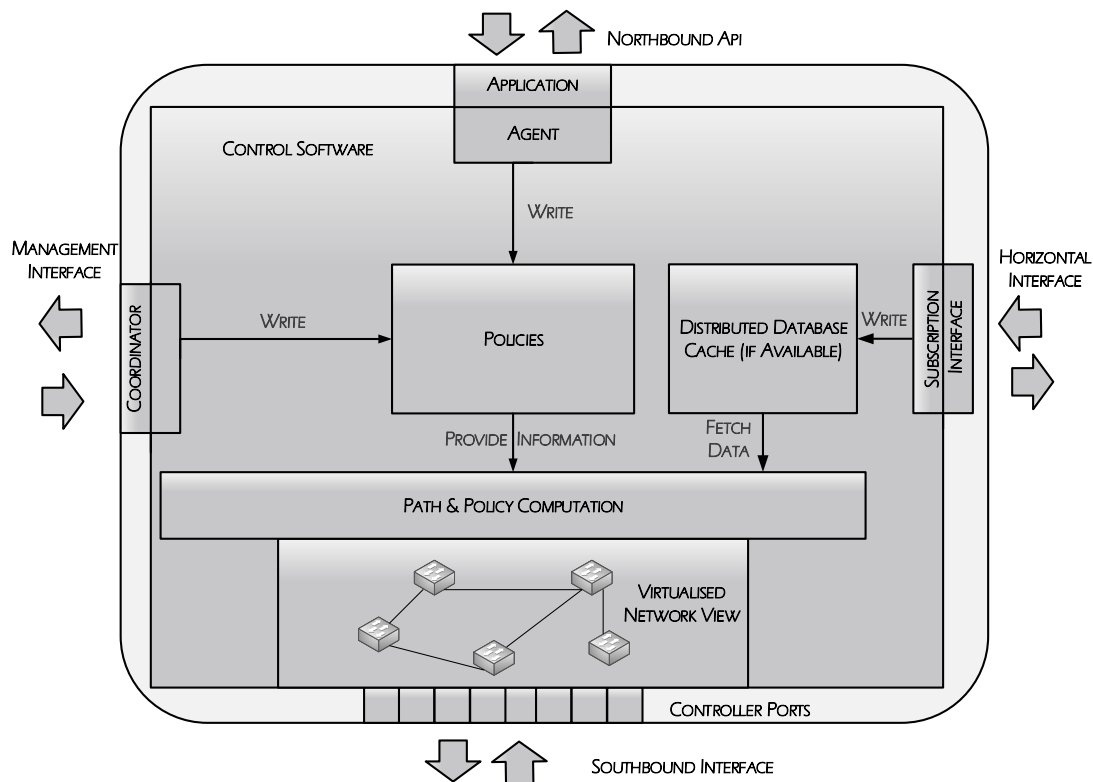 Northbound Api
Application
Agent
Control Software
Write
Management
Interface
Horizontal
Interface
Coordinator
Write
Policies
Distributed Database
Cache (if Available)
Write
Subscription
Interface
Provide Information
Fetch
Data
Path & Policy Computation
Virtualised
Network View
Controller Ports
Southbound Interface